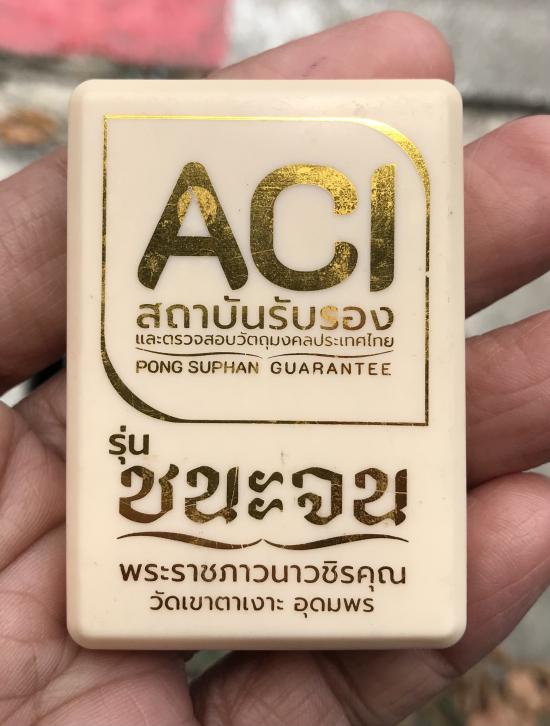 ACI
สถาบันรับรอง
และตรวจสอบวัตถุมงคลประเทศไทย
PONG SUPHAN GUARANTEE
รุ่น
ชนะจน
พระราชภาวนาวชิรคุณ
วัดเขาตาเงาะ อุดมพร